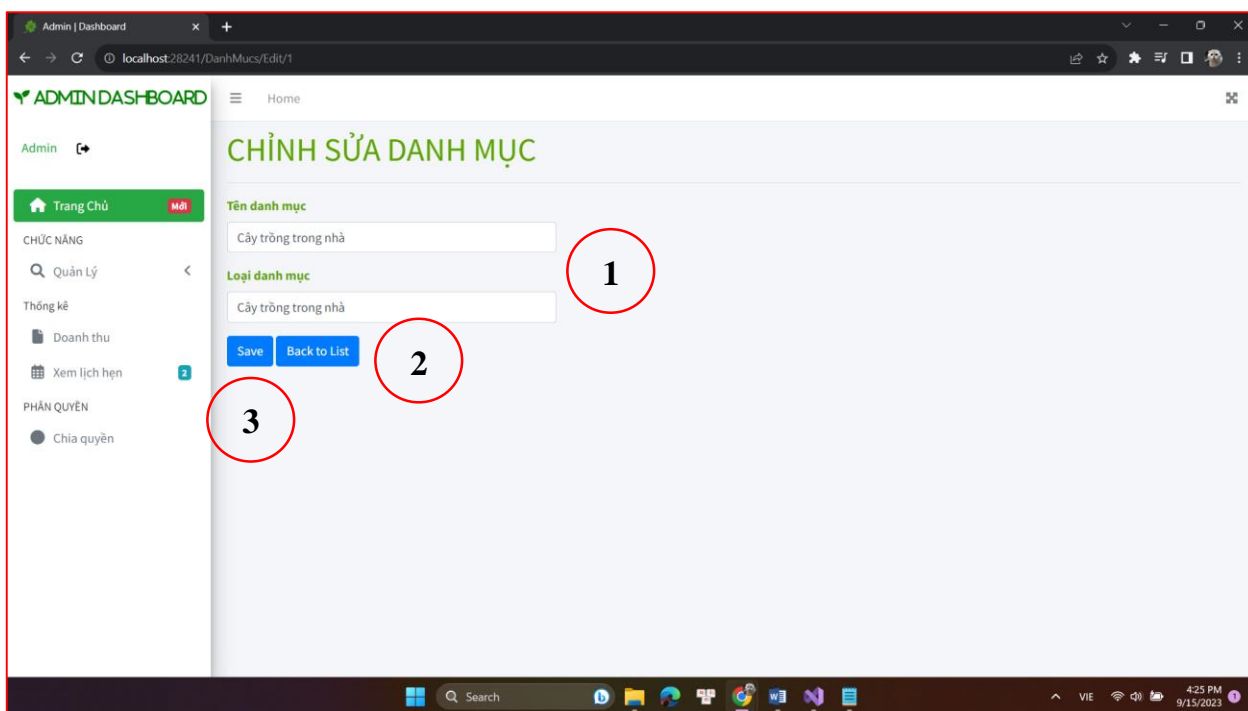 Admin | Dashboard
localhost:28241/DanhMucs/Edit/1
ADMIN DASHBOARD
Home
Admin
CHỈNH SỬA DANH MỤC
Trang Chủ Mới
Tên danh mục
CHỨC NĂNG
Cây trồng trong nhà
Quản Lý
1
Loại danh mục
Thống kê
Cây trồng trong nhà
Doanh thu
Save Back to List
2
Xem lịch hẹn 2
PHÂN QUYỀN
3
Chia quyền
Search
VIE
4:25 PM
9/15/2023
1